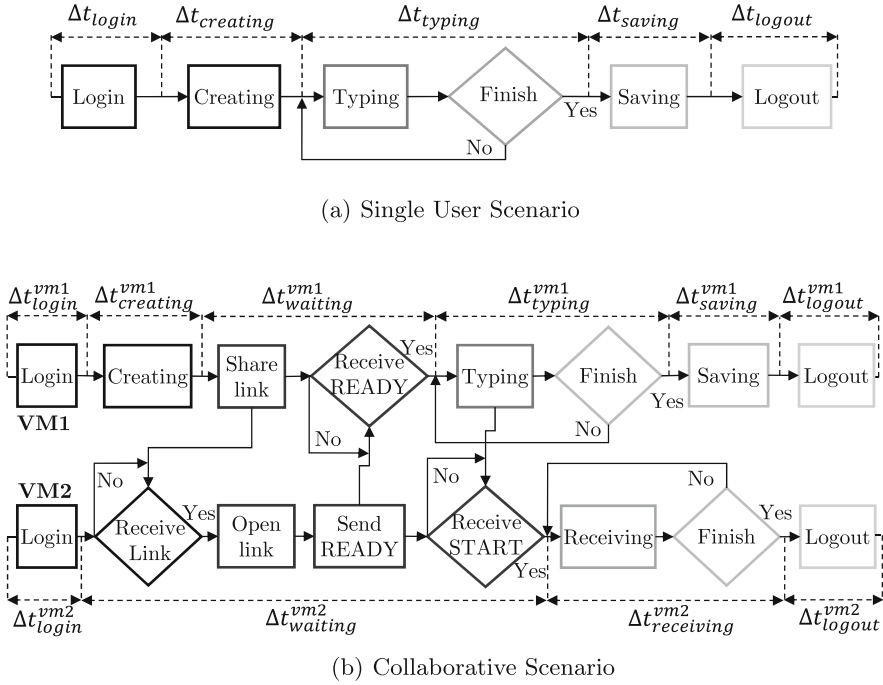 Δt_login Δt_creating Δt_typing Δt_saving Δt_logout
Login Creating Typing Finish Saving Logout
Yes
No
(a) Single User Scenario
Δt^vm1_login Δt^vm1_creating Δt^vm1_waiting Δt^vm1_typing Δt^vm1_saving Δt^vm1_logout
Login Creating Share link Receive READY Yes Typing Finish Saving Logout
Yes
VM1
No No
VM2
No No No
Login Receive Link Yes Open link Send READY Receive START Receiving Finish Yes Logout
Yes
Δt^vm2_login Δt^vm2_waiting Δt^vm2_receiving Δt^vm2_logout
(b) Collaborative Scenario